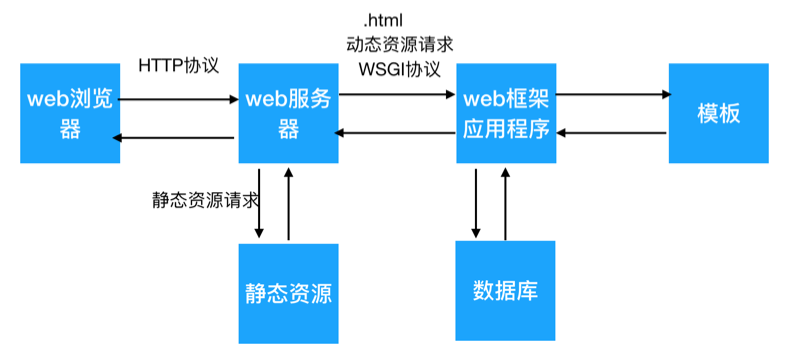 .html
动态资源请求
WSGI协议
HTTP协议
web浏览
器
web服务
器
web框架
应用程序
模板
静态资源请求
静态资源
数据库